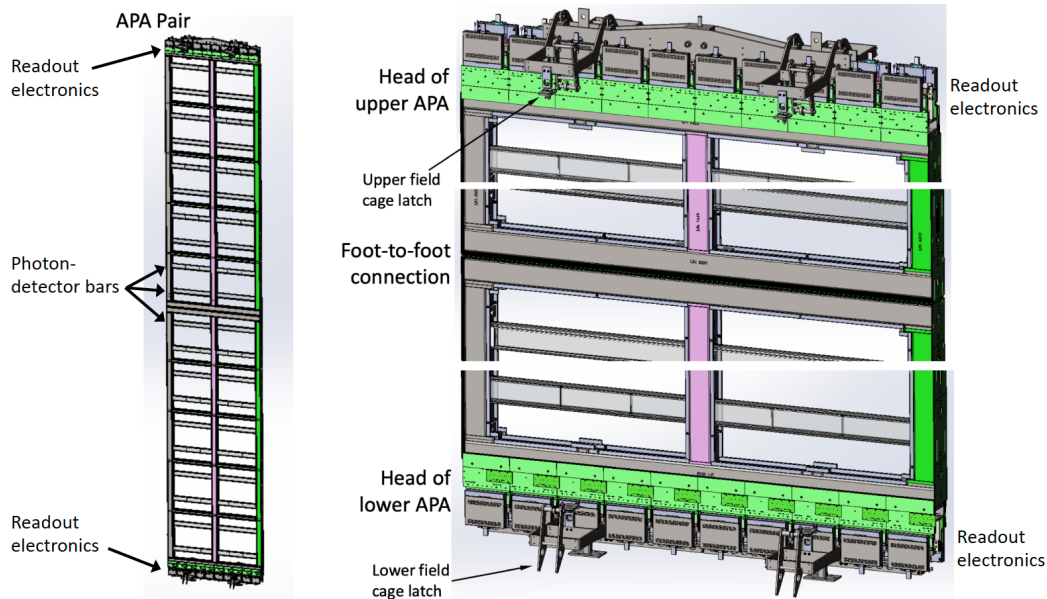 APA Pair
Readout
electronics
Photon-
detector bars
Readout
electronics
Head of
upper APA
Readout
electronics
Upper field
cage latch
Foot-to-foot
connection
Head of
lower APA
Readout
electronics
Lower field
cage latch